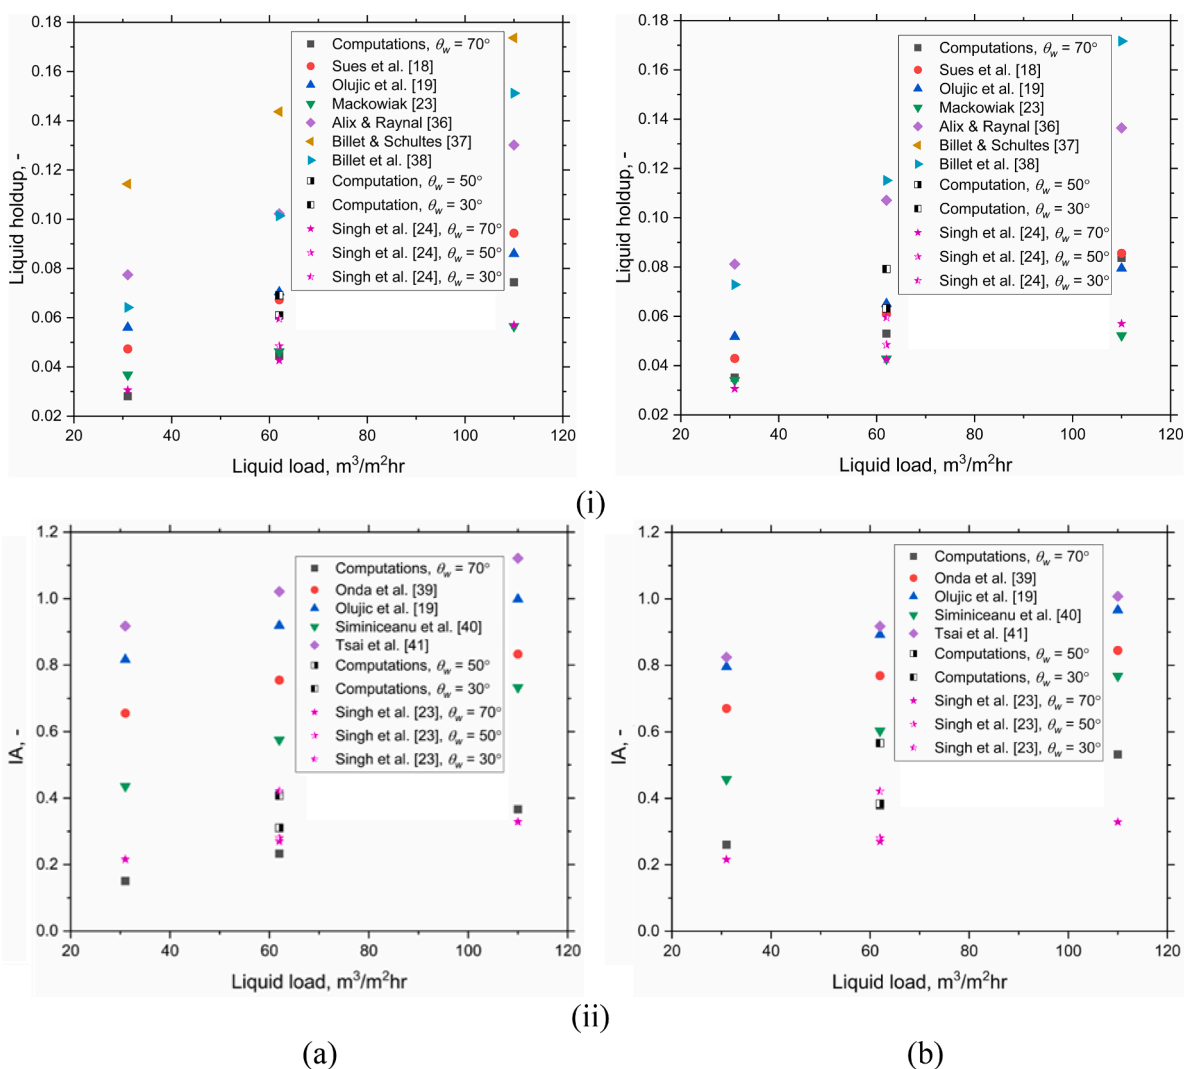 0.20
0.18
0.16
0.14
0.12
0.10
0.08
0.06
0.04
0.02
Liquid holdup, -
Computations, θw = 70°
Sues et al. [18]
Olujic et al. [19]
Mackowiak [23]
Alix & Raynal [36]
Billet & Schultes [37]
Billet et al. [38]
Computation, θw = 50°
Computation, θw = 30°
Singh et al. [24], θw = 70°
Singh et al. [24], θw = 50°
Singh et al. [24], θw = 30°
20 40 60 80 100 120
Liquid load, m³/m²hr
0.18
0.16
0.14
0.12
0.10
0.08
0.06
0.04
0.02
Liquid holdup, -
Computations, θw = 70°
Sues et al. [18]
Olujic et al. [19]
Mackowiak [23]
Alix & Raynal [36]
Billet & Schultes [37]
Billet et al. [38]
Computation, θw = 50°
Computation, θw = 30°
Singh et al. [24], θw = 70°
Singh et al. [24], θw = 50°
Singh et al. [24], θw = 30°
20 40 60 80 100 120
Liquid load, m³/m²hr
(i)
1.2
1.0
0.8
0.6
0.4
0.2
0.0
IA, -
Computations, θw = 70°
Onda et al. [39]
Olujic et al. [19]
Siminiceanu et al. [40]
Tsai et al. [41]
Computations, θw = 50°
Computations, θw = 30°
Singh et al. [23], θw = 70°
Singh et al. [23], θw = 50°
Singh et al. [23], θw = 30°
20 40 60 80 100 120
Liquid load, m³/m²hr
1.2
1.0
0.8
0.6
0.4
0.2
0.0
IA, -
Computations, θw = 70°
Onda et al. [39]
Olujic et al. [19]
Siminiceanu et al. [40]
Tsai et al. [41]
Computations, θw = 50°
Computations, θw = 30°
Singh et al. [23], θw = 70°
Singh et al. [23], θw = 50°
Singh et al. [23], θw = 30°
20 40 60 80 100 120
Liquid load, m³/m²hr
(ii)
(a) (b)